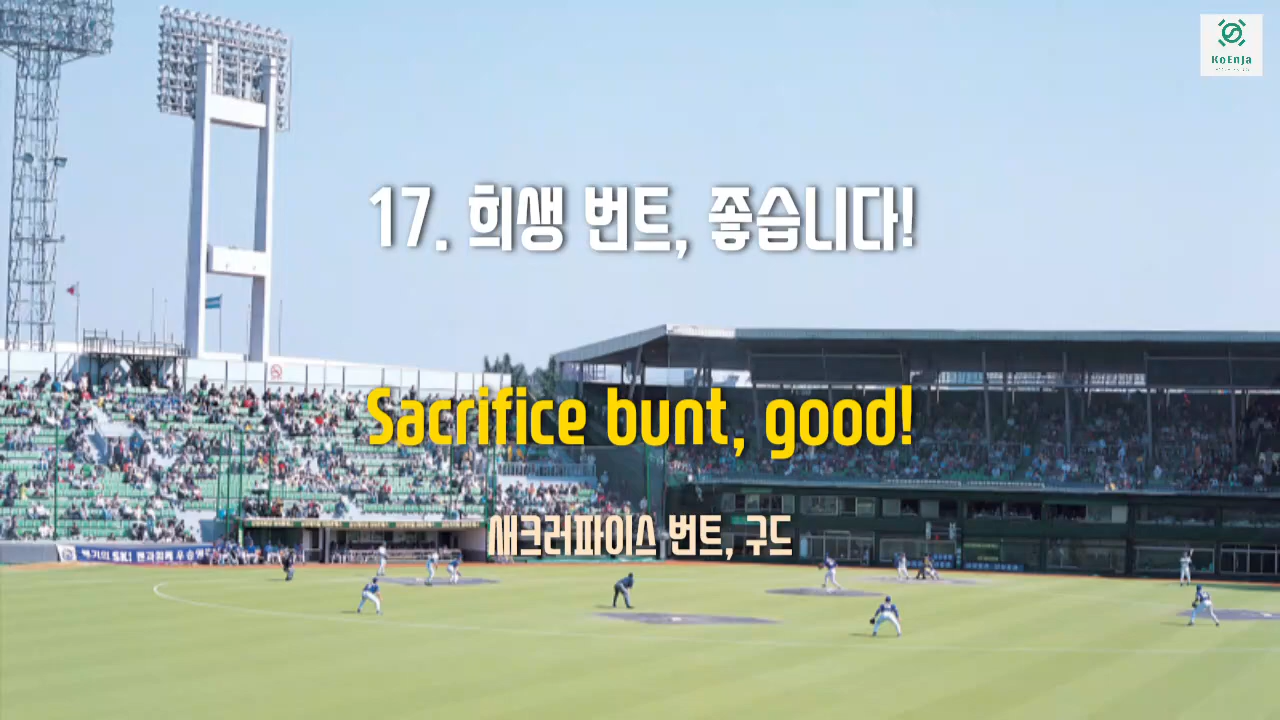 KoEnJa
17. 희생 번트, 좋습니다!
Sacrifice bunt, good!
새크러파이스 번트, 구드